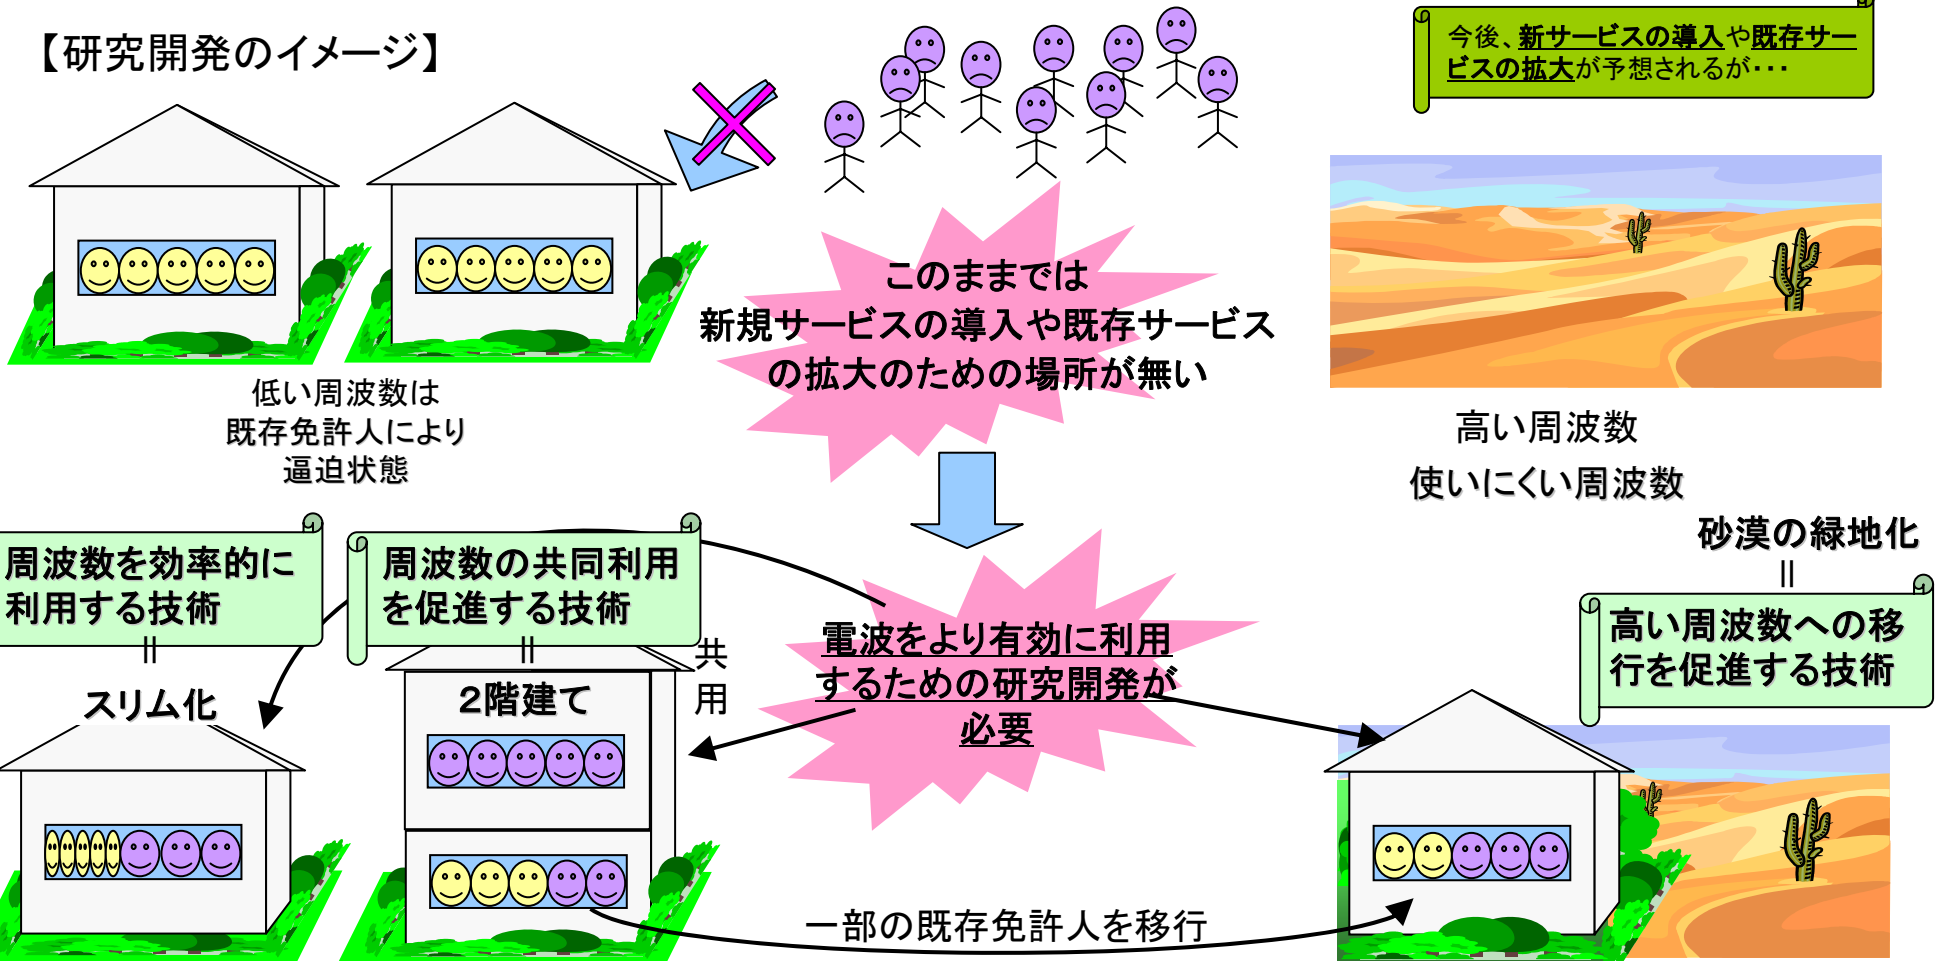 【研究開発のイメージ】
今後、新サービスの導入や既存サー
ビスの拡大が予想されるが・・・
このままでは
新規サービスの導入や既存サービス
の拡大のための場所が無い
低い周波数は
既存免許人により
逼迫状態
高い周波数
使いにくい周波数
砂漠の緑地化
＝
高い周波数への移
行を促進する技術
周波数を効率的に
利用する技術
＝
スリム化
周波数の共同利用
を促進する技術
＝
２階建て
共
用
電波をより有効に利用
するための研究開発が
必要
一部の既存免許人を移行